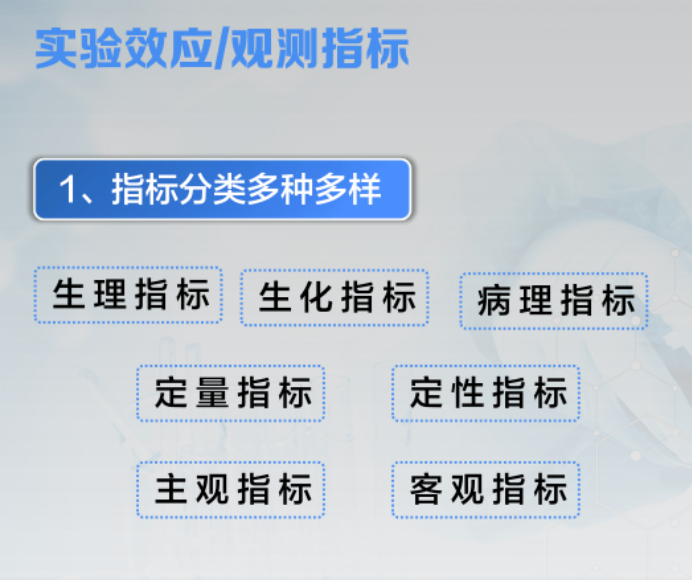 实验效应/观测指标
1、指标分类多种多样
生理指标 生化指标 病理指标
定量指标 定性指标
主观指标 客观指标